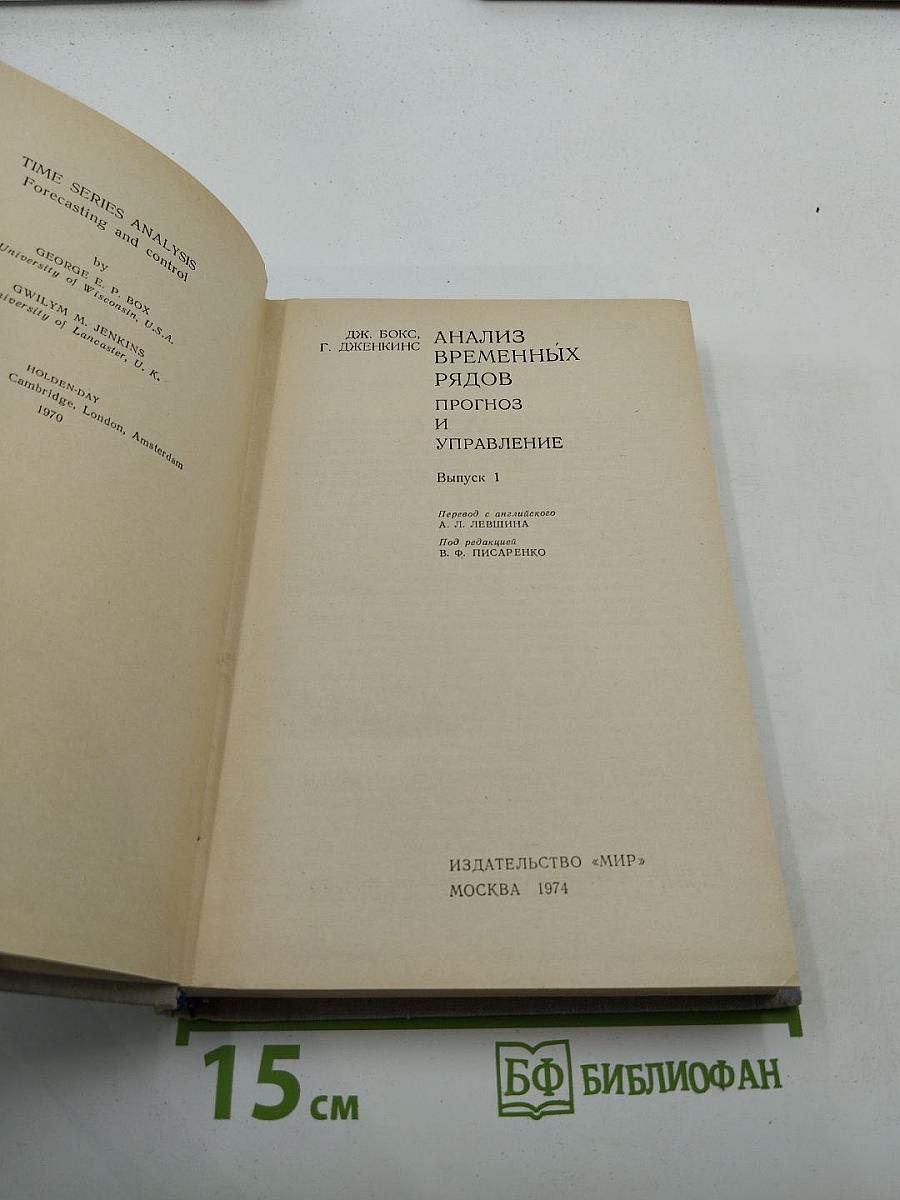 TIME SERIES ANALYSIS
Forecasting and control
by
GEORGE E. P. BOX
University of Wisconsin, U.S.A.
GWILYM M. JENKINS
University of Lancaster, U. K.
HOLDEN-DAY
Cambridge, London, Amsterdam
1970
ДЖ. БОКС,
Г. ДЖЕНКИНС
АНАЛИЗ
ВРЕМЕННЫ́Х
РЯДОВ
ПРОГНОЗ
И
УПРАВЛЕНИЕ
Выпуск 1
Перевод с английского
А. Л. ЛЕВШИНА
Под редакцией
В. Ф. ПИСАРЕНКО
ИЗДАТЕЛЬСТВО «МИР»
МОСКВА 1974
15 см
БФ БИБЛИОФАН